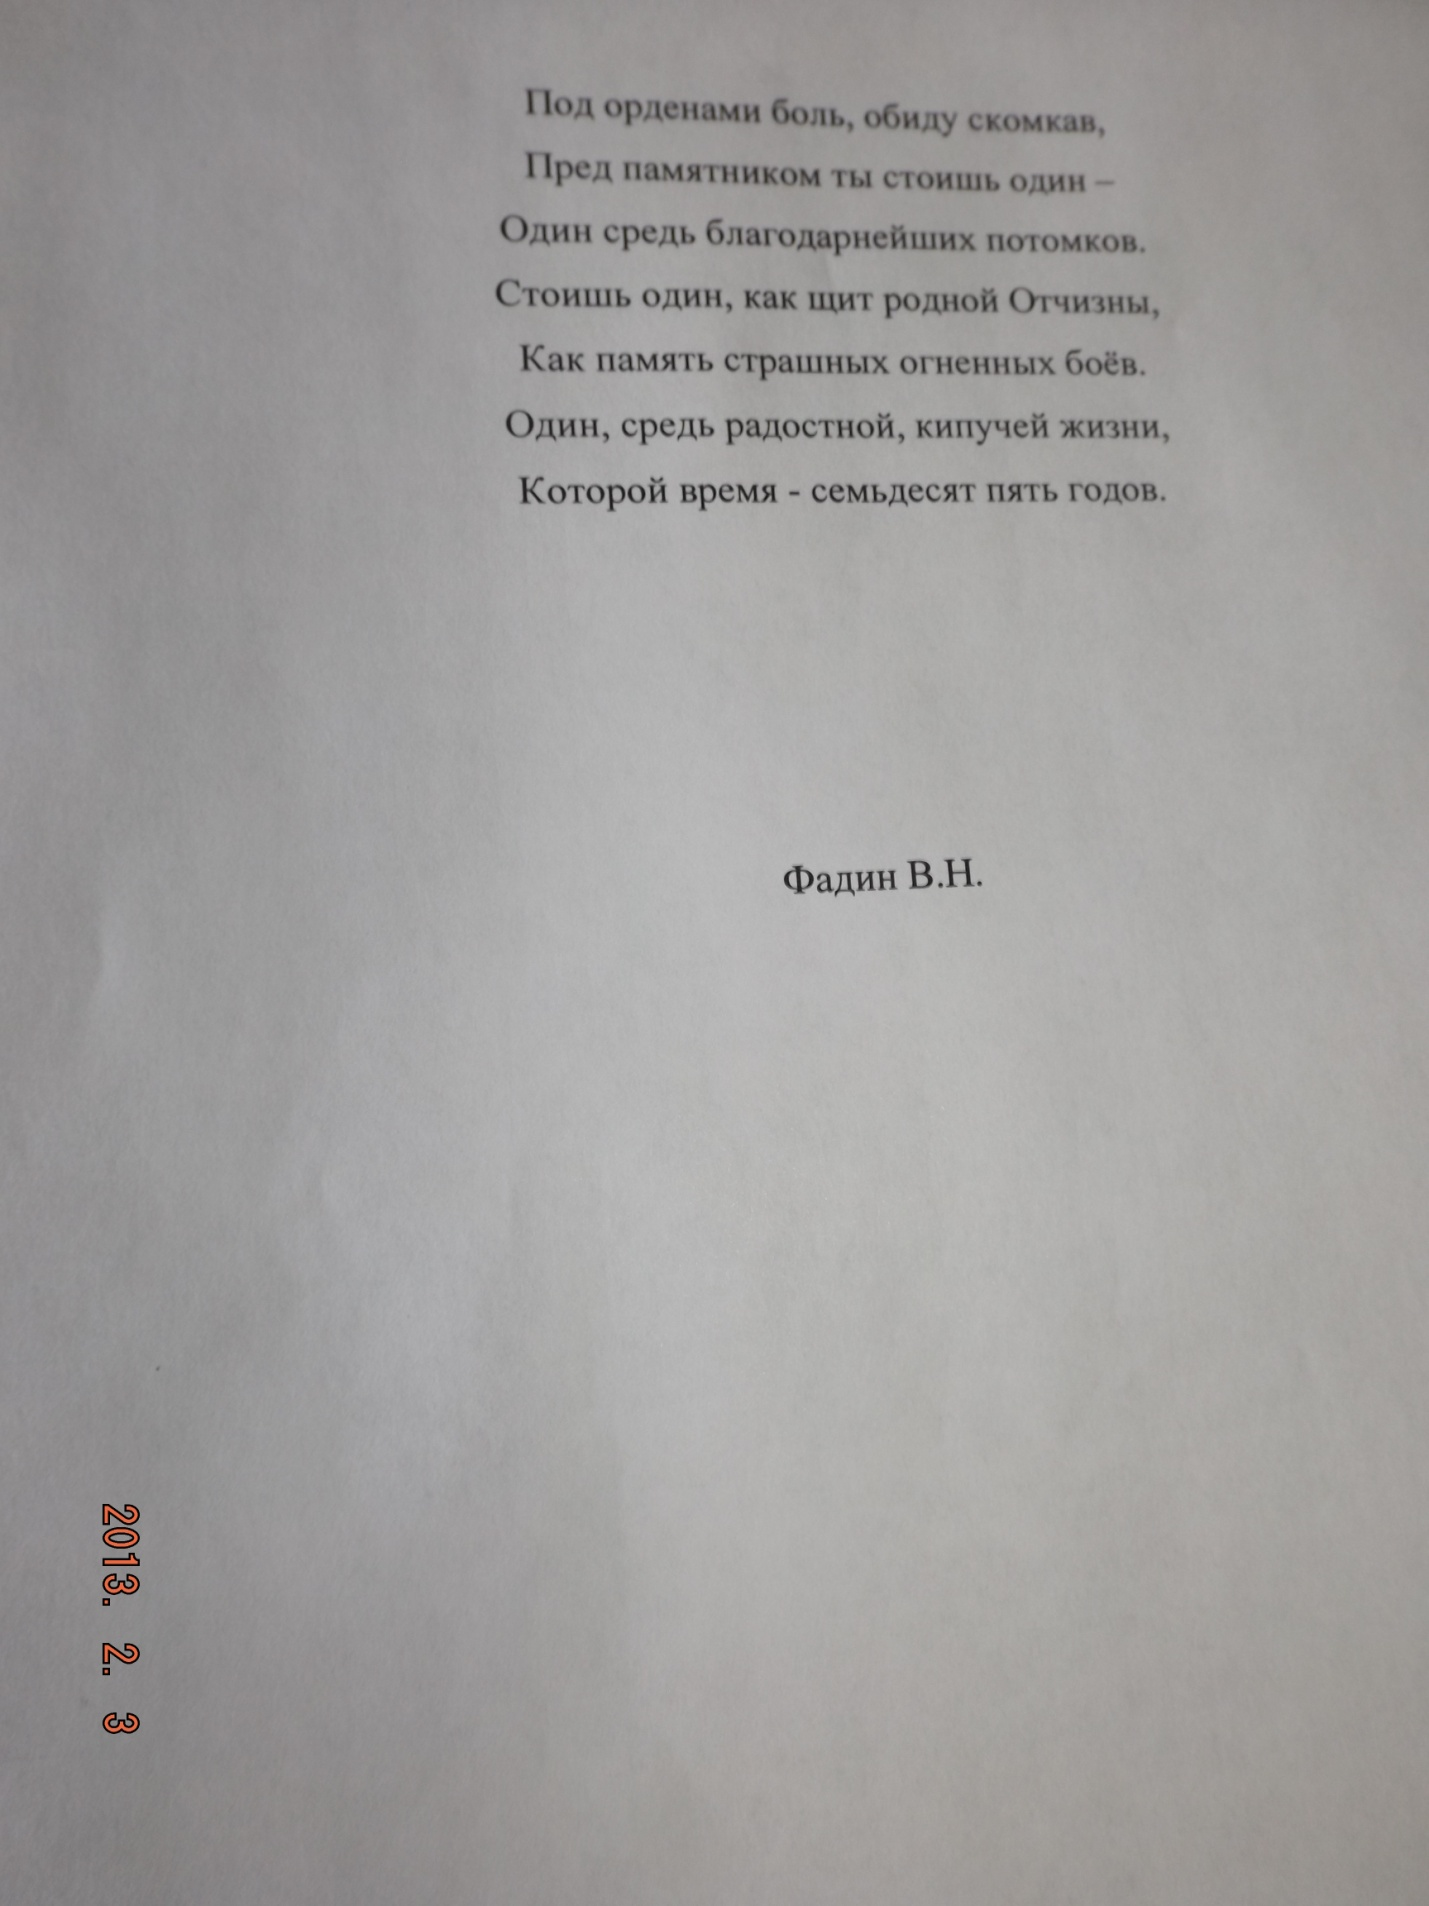 Под орденами боль, обиду скомкав,
Пред памятником ты стоишь один –
Один средь благодарнейших потомков.
Стоишь один, как щит родной Отчизны,
Как память страшных огненных боёв.
Один, средь радостной, кипучей жизни,
Которой время - семьдесят пять годов.
Фадин В.Н.
2013. 2. 3